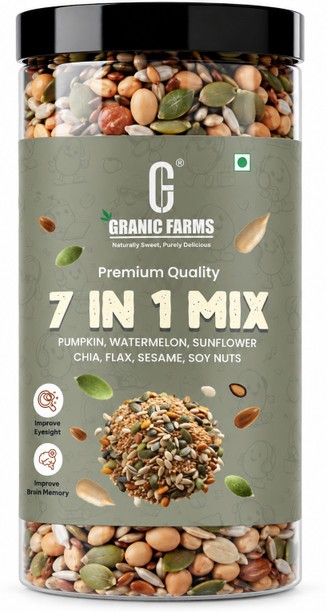 G®
GRANIC FARMS
Naturally Sweet, Purely Delicious
Premium Quality
7 IN 1 MIX
PUMPKIN, WATERMELON, SUNFLOWER
CHIA, FLAX, SESAME, SOY NUTS
Improve
Eyesight
Improve
Brain Memory